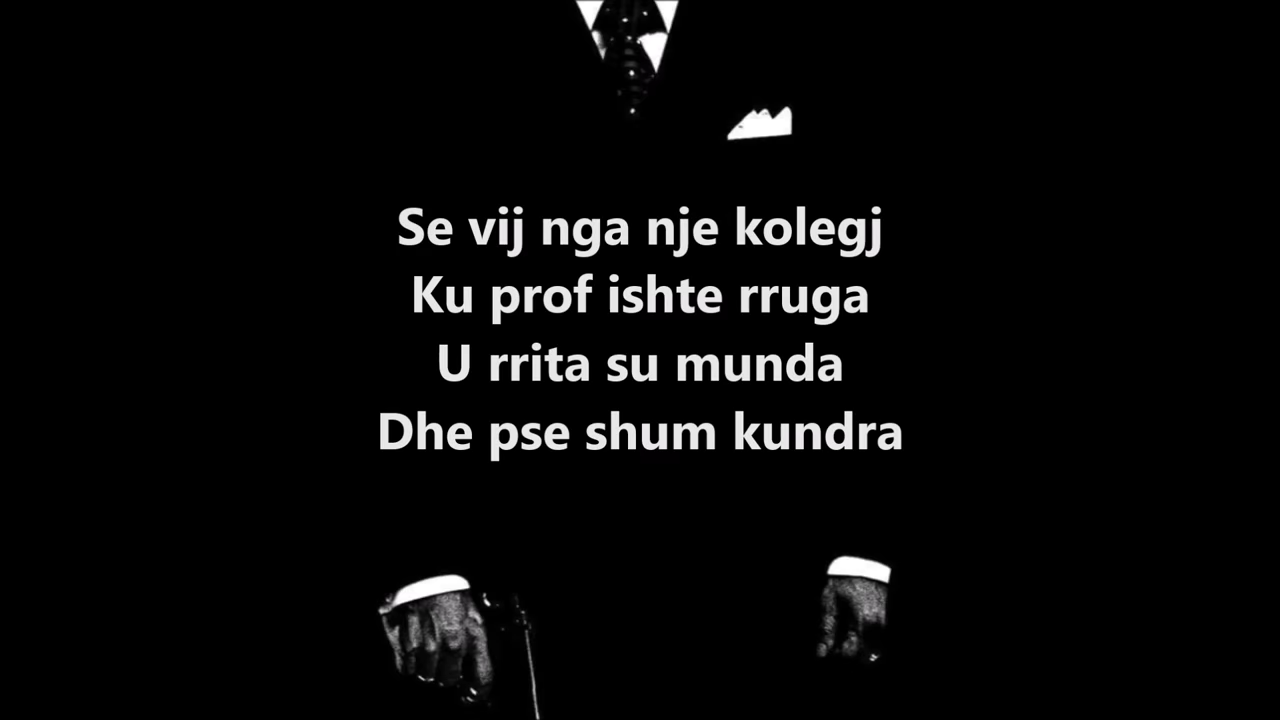 Se vij nga nje kolegj
Ku prof ishte rruga
U rrita su munda
Dhe pse shum kundra